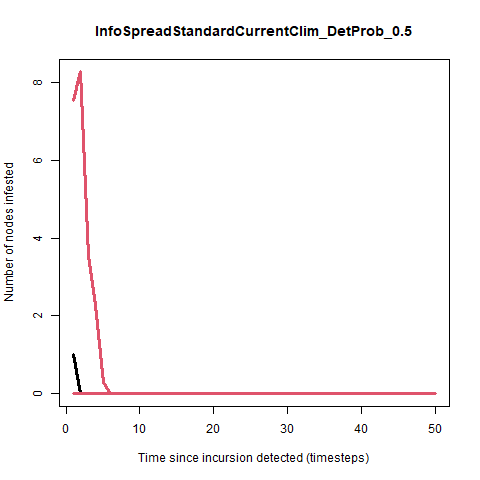 InfoSpreadStandardCurrentClim_DetProb_0.5
Number of nodes infested
8
6
4
2
0
0 10 20 30 40 50
Time since incursion detected (timesteps)